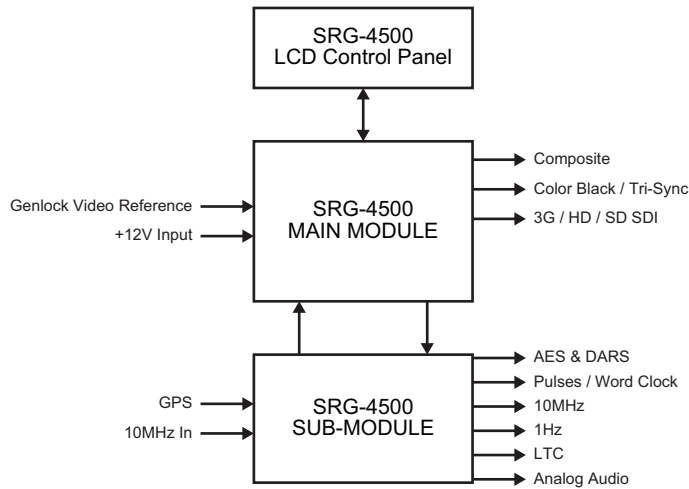 SRG-4500
LCD Control Panel
Genlock Video Reference
+12V Input
SRG-4500
MAIN MODULE
Composite
Color Black / Tri-Sync
3G / HD / SD SDI
GPS
10MHz In
SRG-4500
SUB-MODULE
AES & DARS
Pulses / Word Clock
10MHz
1Hz
LTC
Analog Audio